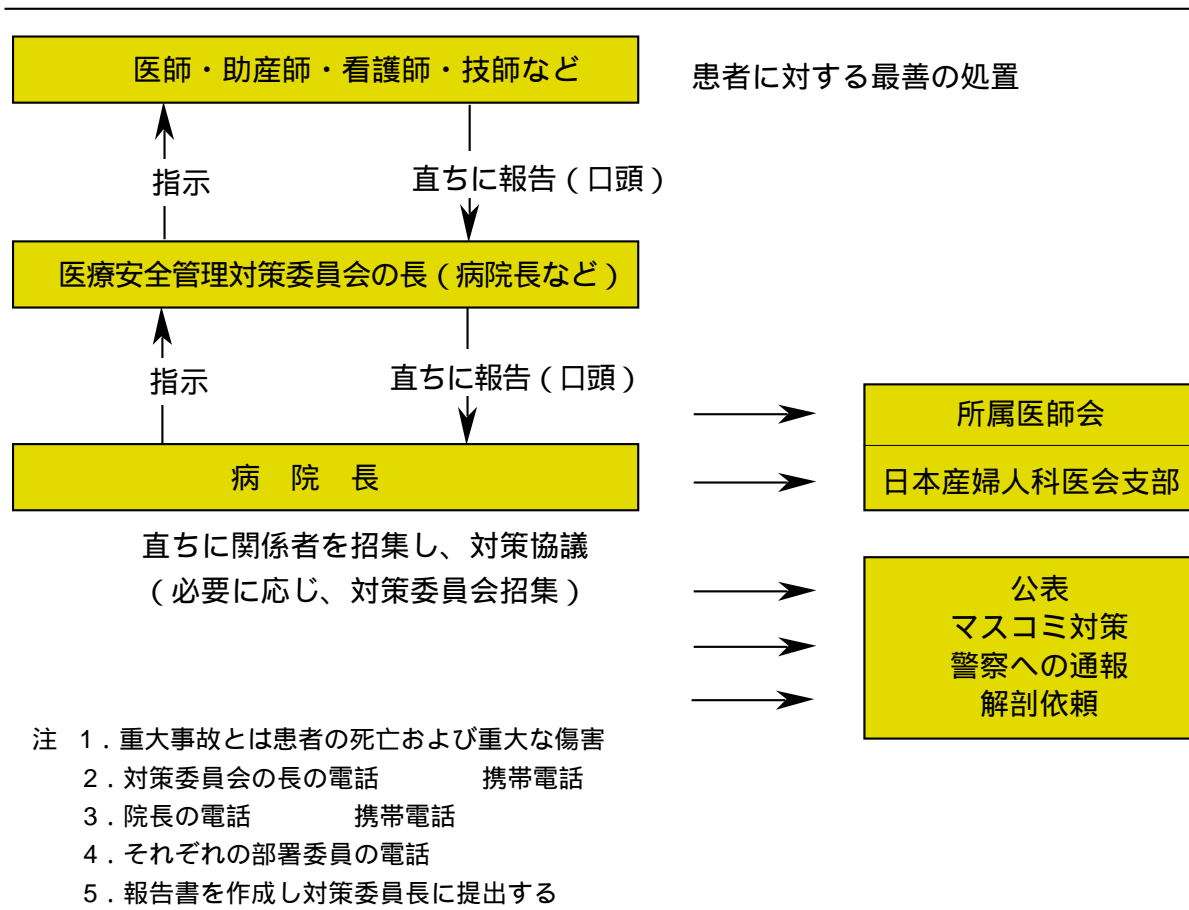 医師・助産師・看護師・技師など
患者に対する最善の処置
指示
直ちに報告（口頭）
医療安全管理対策委員会の長（病院長など）
指示
直ちに報告（口頭）
病　院　長
所属医師会
日本産婦人科医会支部
直ちに関係者を招集し、対策協議
（必要に応じ、対策委員会招集）
公表
マスコミ対策
警察への通報
解剖依頼
注　1．重大事故とは患者の死亡および重大な傷害
2．対策委員会の長の電話　　　　携帯電話
3．院長の電話　　　　携帯電話
4．それぞれの部署委員の電話
5．報告書を作成し対策委員長に提出する